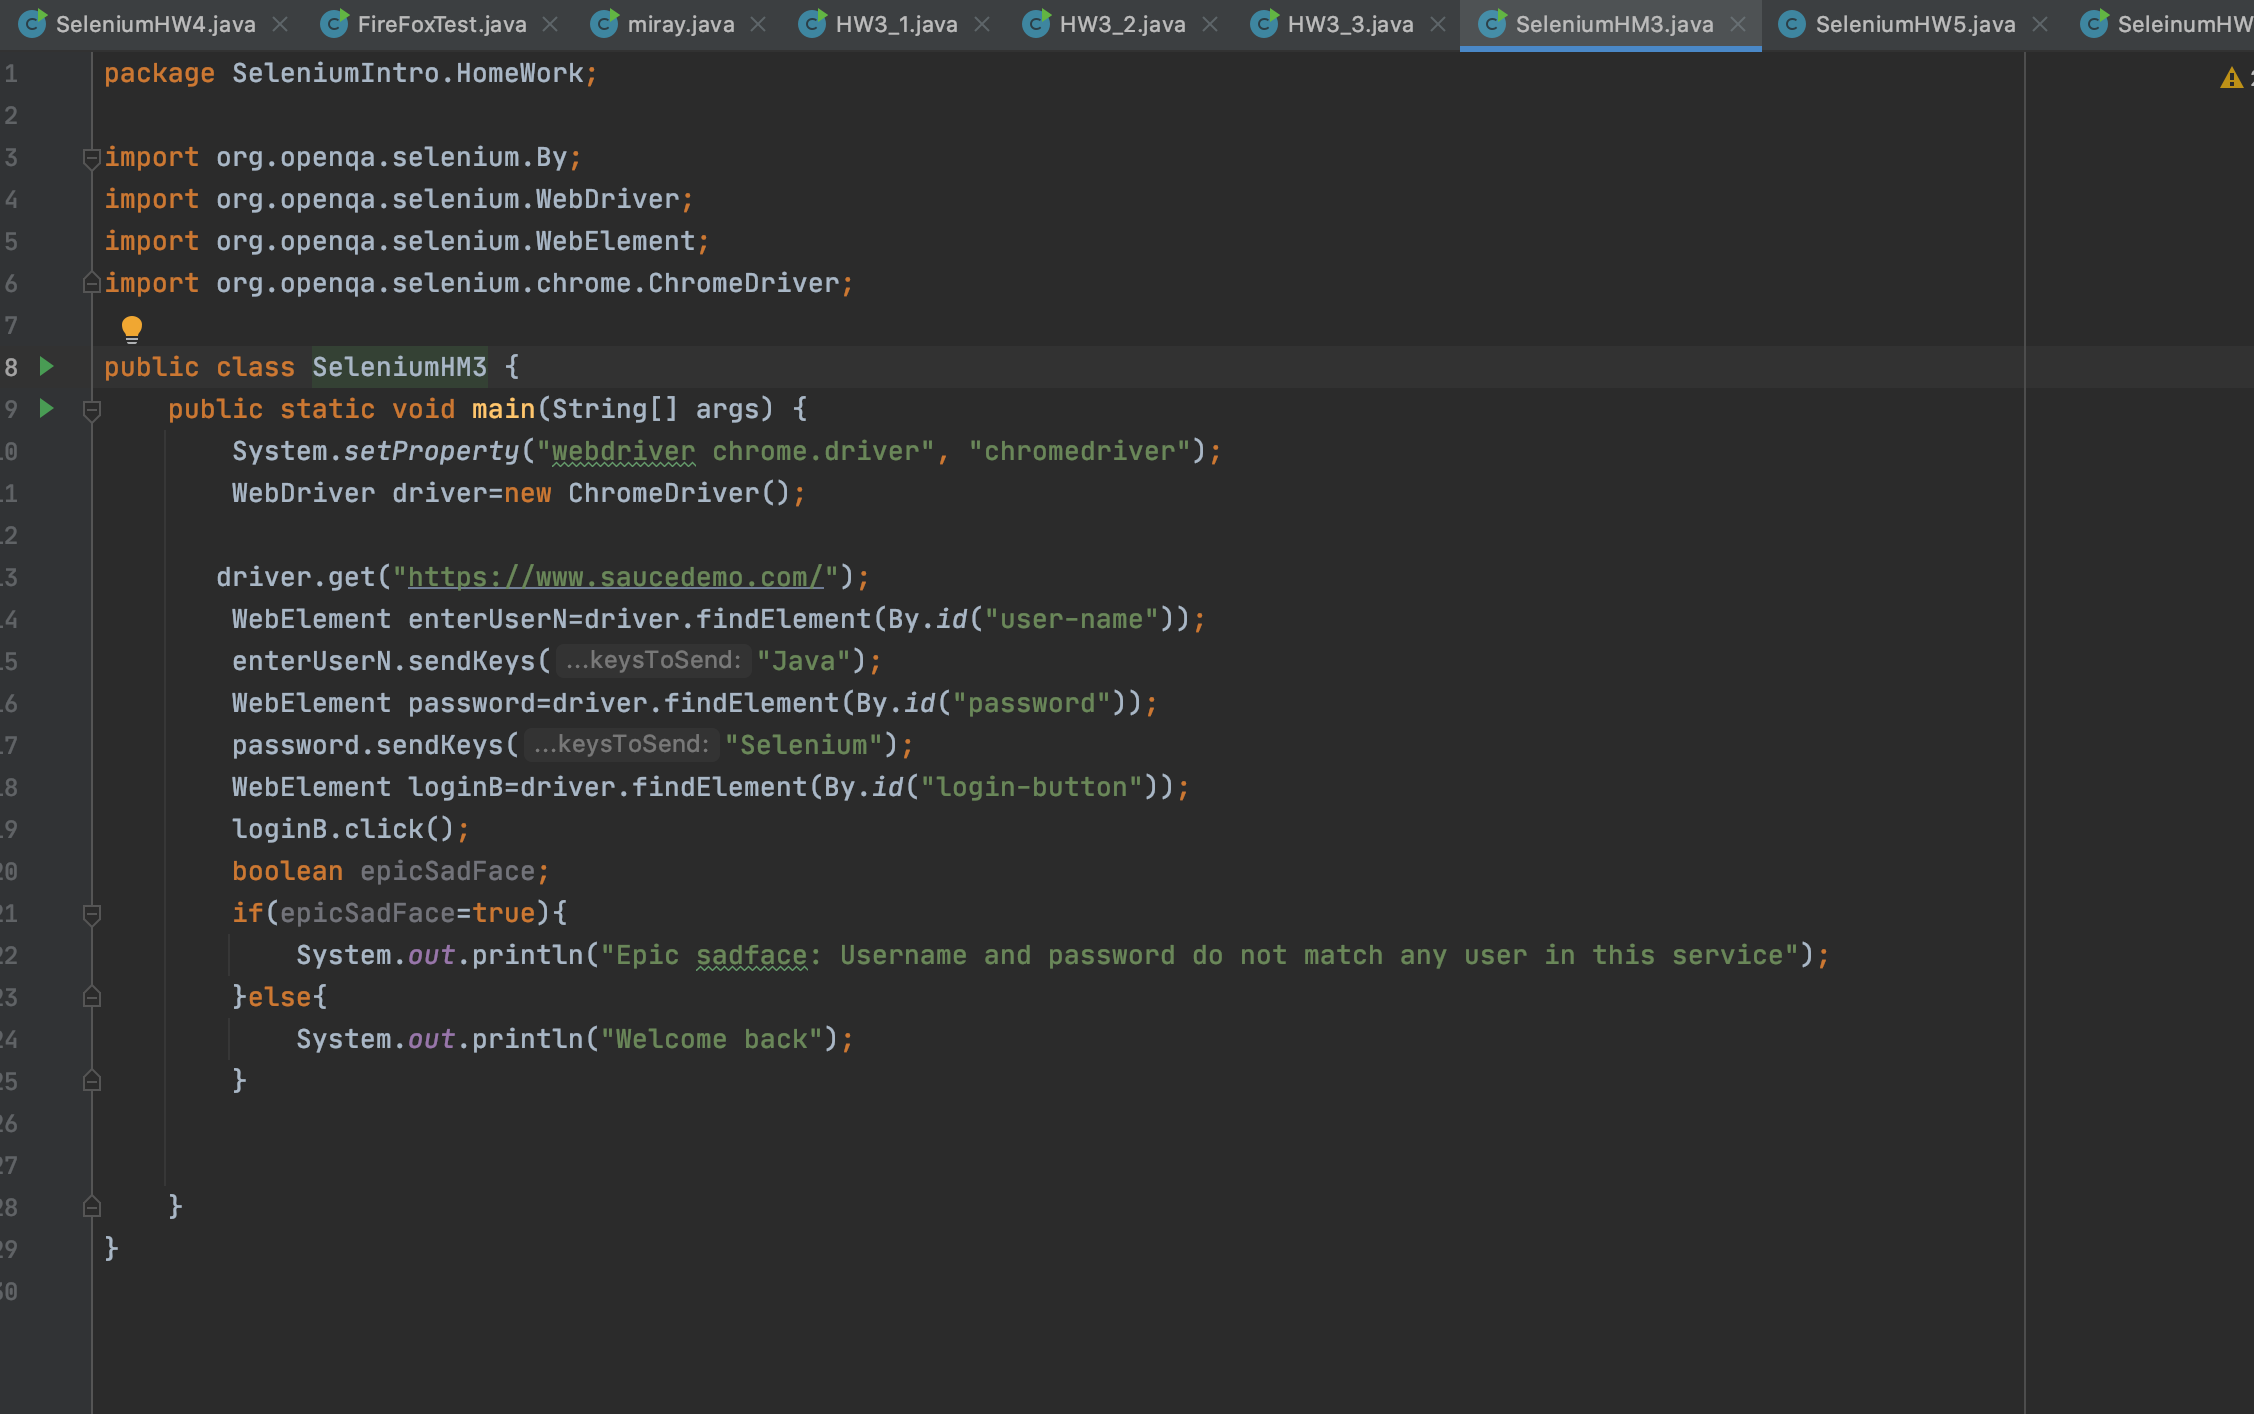 SeleniumHW4.java FireFoxTest.java miray.java HW3_1.java HW3_2.java HW3_3.java SeleniumHM3.java SeleniumHW5.java SeleinumHW
1 package SeleniumIntro.HomeWork;
2
3 import org.openqa.selenium.By;
4 import org.openqa.selenium.WebDriver;
5 import org.openqa.selenium.WebElement;
6 import org.openqa.selenium.chrome.ChromeDriver;
7
8 public class SeleniumHM3 {
9 public static void main(String[] args) {
10 System.setProperty("webdriver chrome.driver", "chromedriver");
11 WebDriver driver=new ChromeDriver();
12
13 driver.get("https://www.saucedemo.com/");
14 WebElement enterUserN=driver.findElement(By.id("user-name"));
15 enterUserN.sendKeys( ...keysToSend: "Java");
16 WebElement password=driver.findElement(By.id("password"));
17 password.sendKeys( ...keysToSend: "Selenium");
18 WebElement loginB=driver.findElement(By.id("login-button"));
19 loginB.click();
20 boolean epicSadFace;
21 if(epicSadFace=true){
22 System.out.println("Epic sadface: Username and password do not match any user in this service");
23 }else{
24 System.out.println("Welcome back");
25 }
26
27
28 }
29 }
30